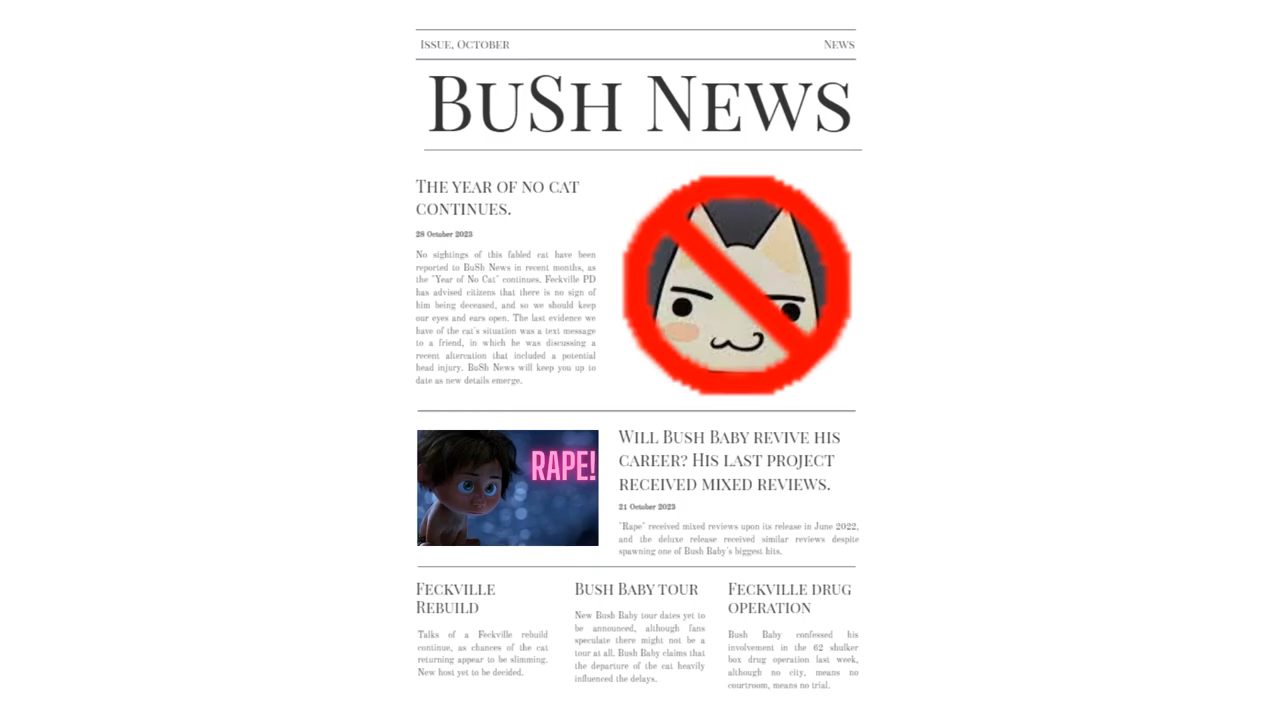 Issue, October
News
BuSh News
The year of no cat
continues.
28 October 2023
No sightings of this fabled cat have been
reported to BuSh News in recent months, as
the "Year of No Cat" continues. Feckville PD
has advised citizens that there is no sign of
him being deceased, and so we should keep
our eyes and ears open. The last evidence we
have of the cat's situation was a text message
to a friend, in which he was discussing a
recent altercation that included a potential
head injury. BuSh News will keep you up to
date as new details emerge.
RAPE!
Will Bush Baby revive his
career? His last project
received mixed reviews.
21 October 2023
"Rape" received mixed reviews upon its release in June 2022,
and the deluxe release received similar reviews despite
spawning one of Bush Baby's biggest hits.
Feckville
Rebuild
Talks of a Feckville rebuild
continue, as chances of the cat
returning appear to be slimming.
New host yet to be decided.
Bush Baby tour
New Bush Baby tour dates yet to
be announced, although fans
speculate there might not be a
tour at all. Bush Baby claims that
the departure of the cat heavily
influenced the delays.
Feckville drug
operation
Bush Baby confessed his
involvement in the 62 shulker
box drug operation last week,
although no city, means no
courtroom, means no trial.